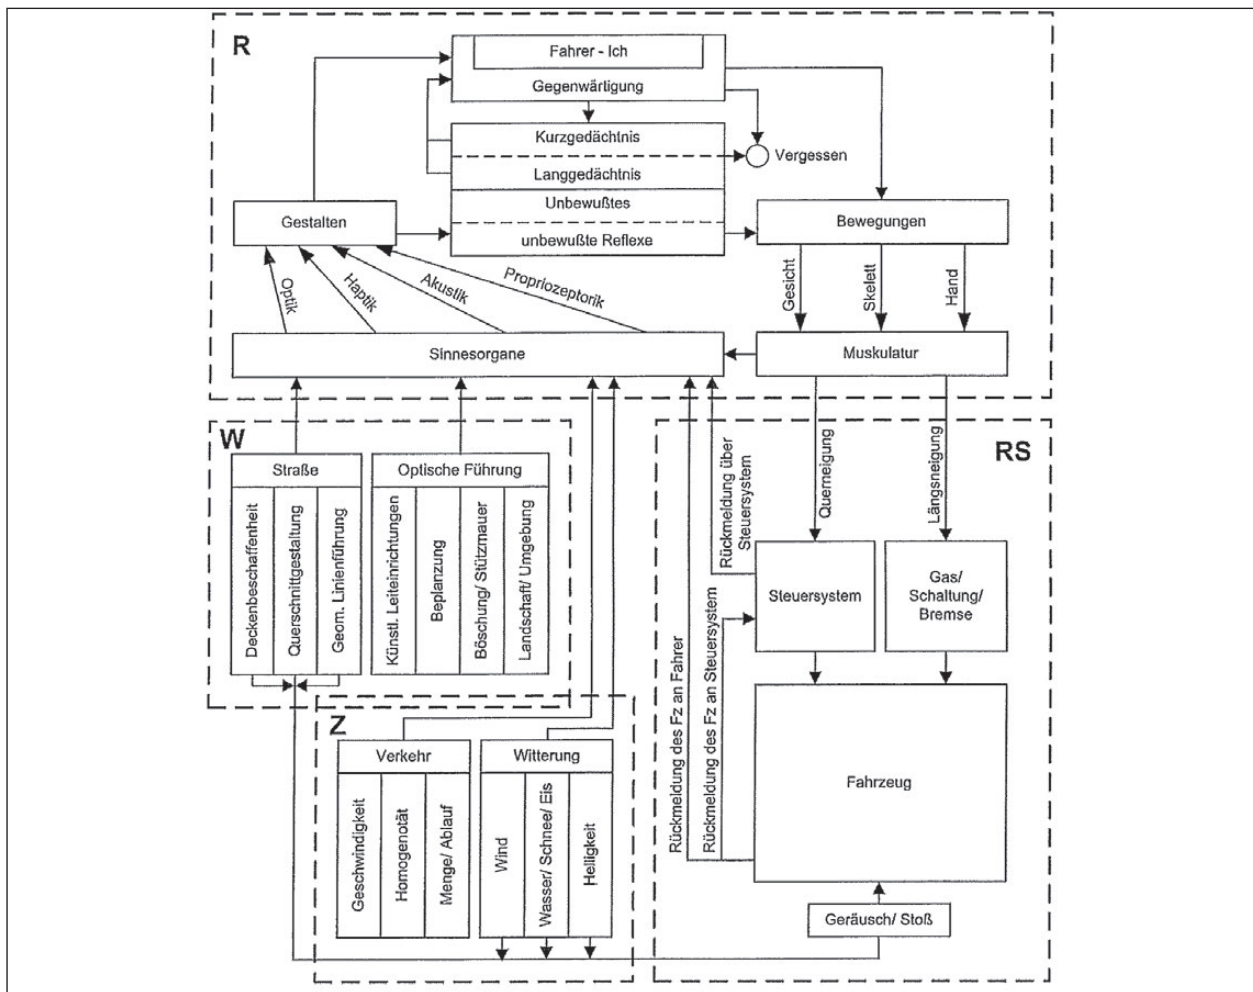 R
Fahrer - Ich
Gegenwärtigung
Kurzgedächtnis
Vergessen
Langgedächtnis
Unbewußtes
unbewußte Reflexe
Gestalten
Bewegungen
Optik
Haptik
Akustik
Propriozeptorik
Gesicht
Skelett
Hand
Sinnesorgane
Muskulatur
W
Straße
Deckenbeschaffenheit
Querschnittgestaltung
Geom. Linienführung
Optische Führung
Künstl. Leiteinrichtungen
Beplanzung
Böschung/ Stützmauer
Landschaft/ Umgebung
RS
Rückmeldung über
Steuersystem
Querneigung
Längsneigung
Steuersystem
Gas/
Schaltung/
Bremse
Rückmeldung des Fz an Fahrer
Rückmeldung des Fz an Steuersystem
Fahrzeug
Geräusch/ Stoß
Z
Verkehr
Geschwindigkeit
Homogenotät
Menge/ Ablauf
Witterung
Wind
Wasser/ Schnee/ Eis
Helligkeit